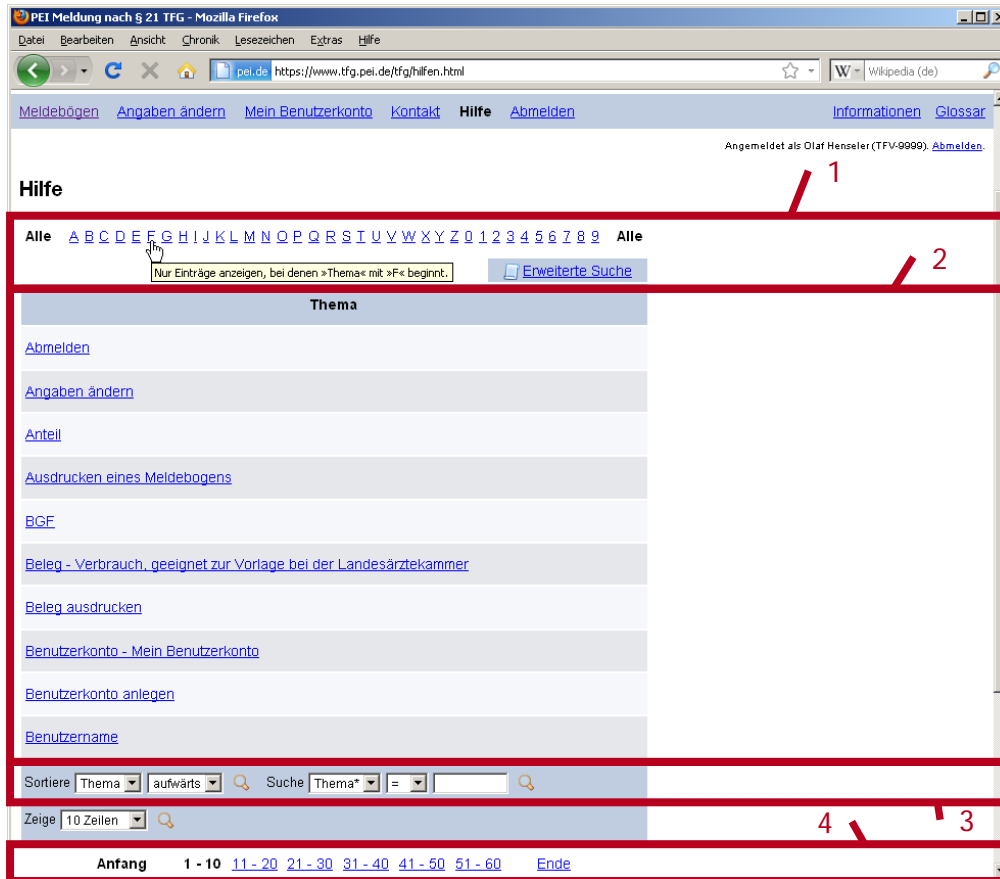 PEI Meldung nach § 21 TFG - Mozilla Firefox
Datei Bearbeiten Ansicht Chronik Lesezeichen Extras Hilfe
pei.de https://www.tfg.pei.de/tfg/hilfen.html W Wikipedia (de)
Meldebögen Angaben ändern Mein Benutzerkonto Kontakt Hilfe Abmelden Informationen Glossar
Angemeldet als Olaf Henseler (TFV-9999). Abmelden.
1
Hilfe
Alle A B C D E F G H I J K L M N O P Q R S T U V W X Y Z 0 1 2 3 4 5 6 7 8 9 Alle
Nur Einträge anzeigen, bei denen »Thema« mit »F« beginnt. Erweiterte Suche
2
Thema
Abmelden
Angaben ändern
Anteil
Ausdrucken eines Meldebogens
BGF
Beleg - Verbrauch, geeignet zur Vorlage bei der Landesärztekammer
Beleg ausdrucken
Benutzerkonto - Mein Benutzerkonto
Benutzerkonto anlegen
Benutzername
Sortiere Thema aufwärts Suche Thema* =
Zeige 10 Zeilen
4 3
Anfang 1 - 10 11 - 20 21 - 30 31 - 40 41 - 50 51 - 60 Ende